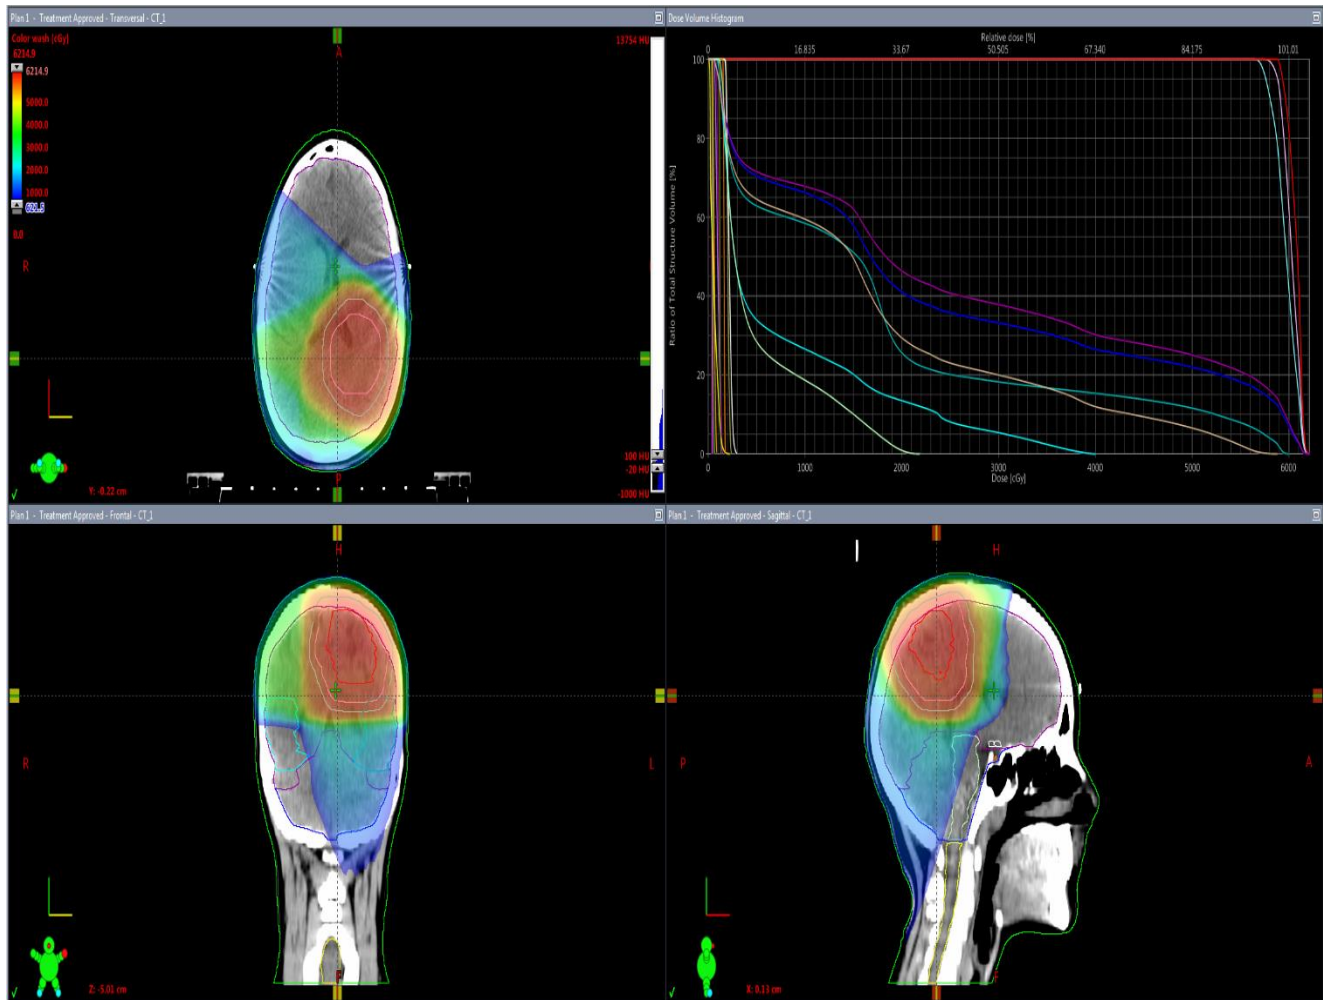 Plan 1 - Treatment Approved - Transversal - CT_1
Color wash [cGy]
6214.9
6214.9
5000.0
4000.0
3000.0
2000.0
1000.0
621.5
0.0
A
13754 HU
R
P
100 HU
-20 HU
-1000 HU
Y: -0.22 cm
Dose Volume Histogram
Relative dose [%]
0 16.835 33.67 50.505 67.340 84.175 101.01
Ratio of Total Structure Volume [%]
100
80
60
40
20
0
0 1000 2000 3000 4000 5000 6000
Dose [cGy]
Plan 1 - Treatment Approved - Frontal - CT_1
H
R
L
F
Z: -5.01 cm
Plan 1 - Treatment Approved - Sagittal - CT_1
H
P
A
F
X: 0.13 cm